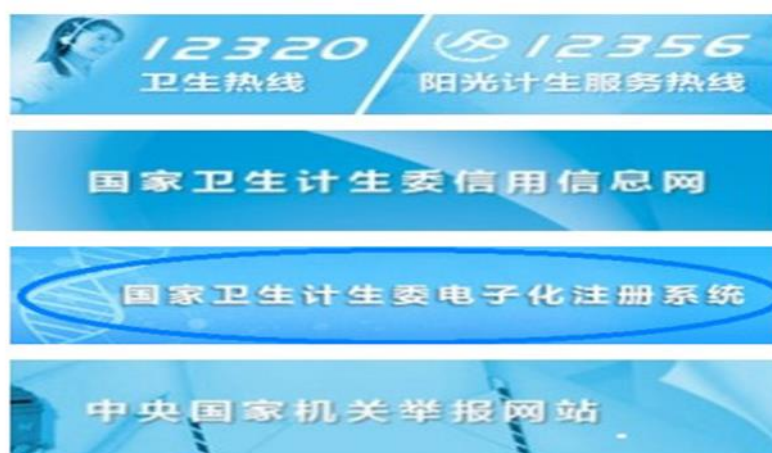 12320 12356
卫生热线 阳光计生服务热线
国家卫生计生委信用信息网
国家卫生计生委电子化注册系统
中央国家机关举报网站